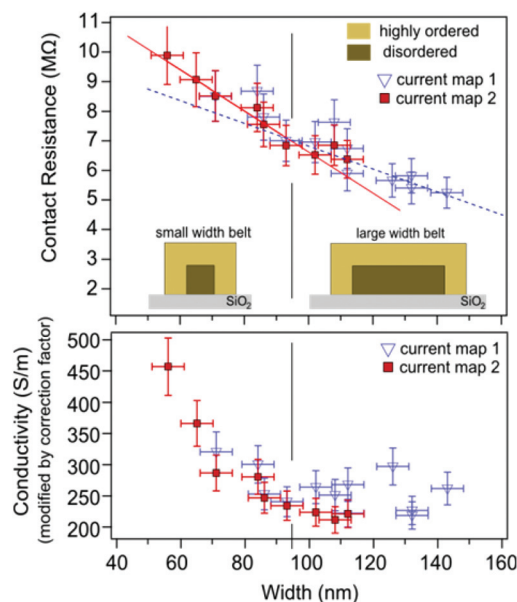 Contact Resistance (MΩ)
11
10
9
8
7
6
5
4
3
2
highly ordered
disordered
current map 1
current map 2
small width belt
large width belt
SiO2
SiO2
Conductivity (S/m)
(modified by correction factor)
500
450
400
350
300
250
200
current map 1
current map 2
40 60 80 100 120 140 160
Width (nm)